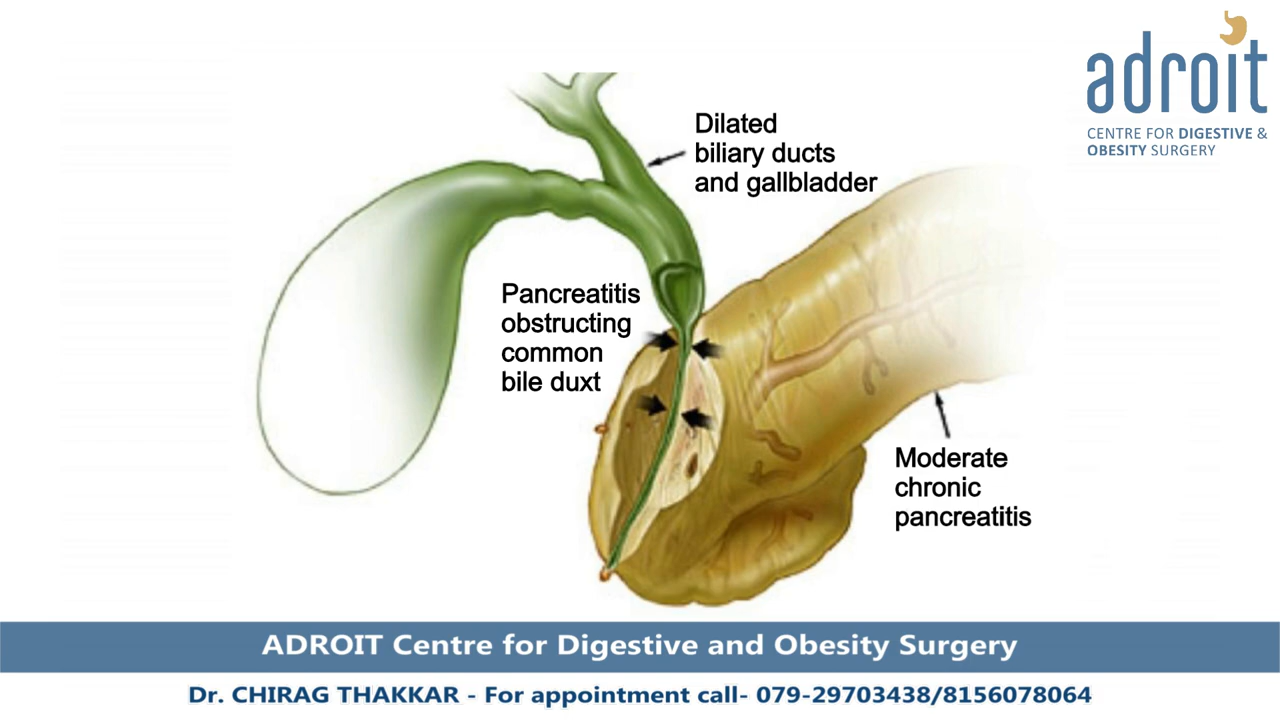 adroit
CENTRE FOR DIGESTIVE &
OBESITY SURGERY
Dilated
biliary ducts
and gallbladder
Pancreatitis
obstructing
common
bile duxt
Moderate
chronic
pancreatitis
ADROIT Centre for Digestive and Obesity Surgery
Dr. CHIRAG THAKKAR - For appointment call- 079-29703438/8156078064